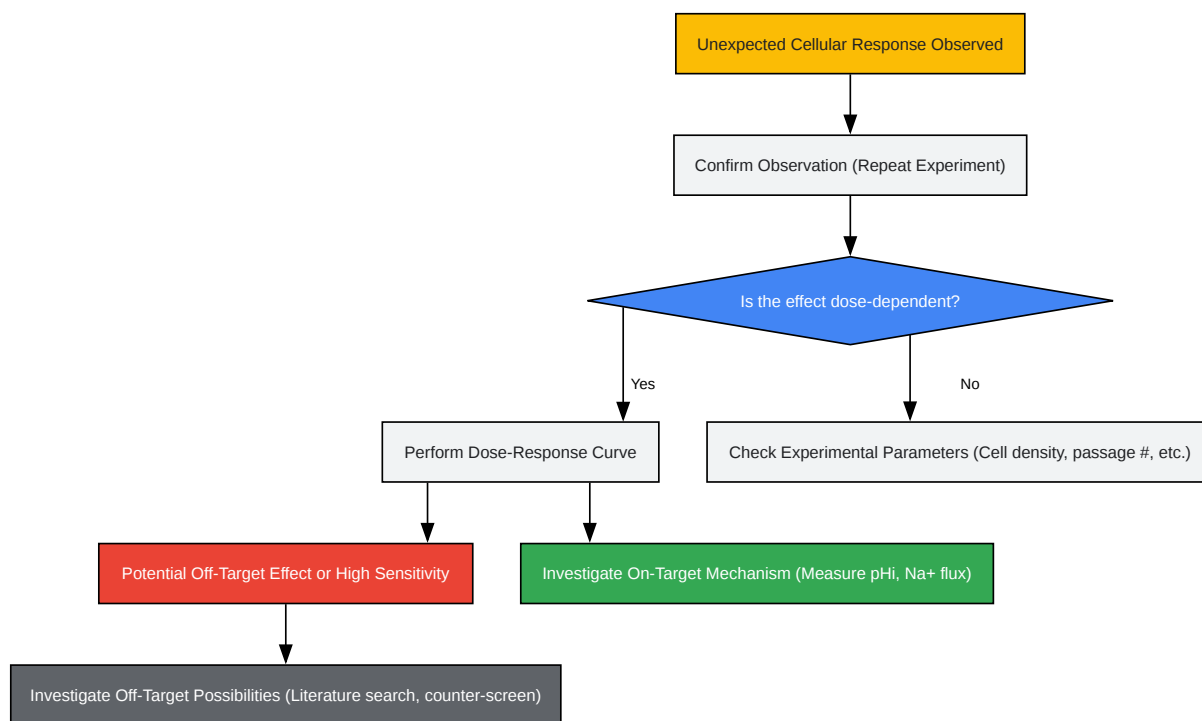 Unexpected Cellular Response Observed
Confirm Observation (Repeat Experiment)
Is the effect dose-dependent?
Yes
No
Perform Dose-Response Curve
Check Experimental Parameters (Cell density, passage #, etc.)
Potential Off-Target Effect or High Sensitivity
Investigate On-Target Mechanism (Measure pHi, Na+ flux)
Investigate Off-Target Possibilities (Literature search, counter-screen)